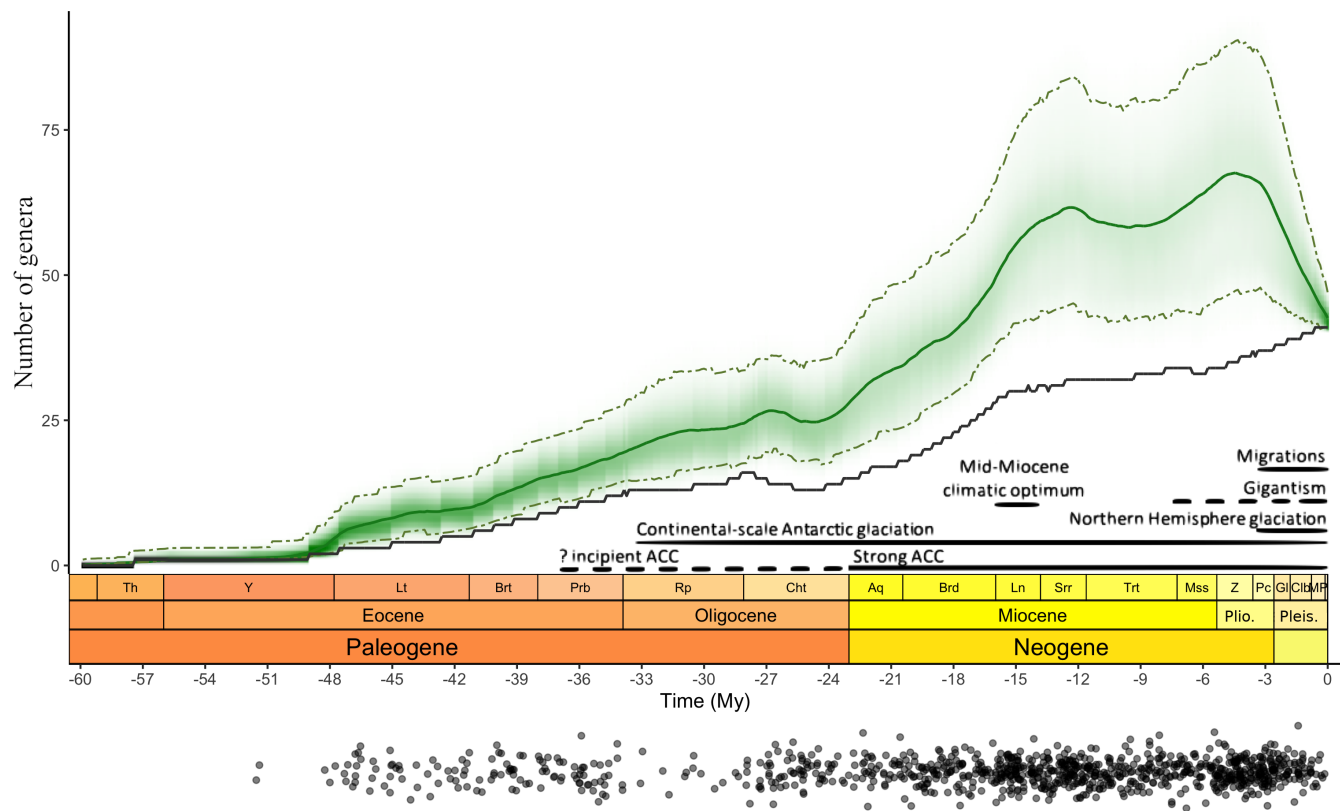 Number of genera
75
50
25
0
Migrations
Mid-Miocene
climatic optimum
Gigantism
Northern Hemisphere glaciation
Continental-scale Antarctic glaciation
? incipient ACC
Strong ACC
Th Y Lt Brt Prb Rp Cht Aq Brd Ln Srr Trt Mss Z Pc Gl Clb MP
Eocene Oligocene Miocene Plio. Pleis.
Paleogene Neogene
-60 -57 -54 -51 -48 -45 -42 -39 -36 -33 -30 -27 -24 -21 -18 -15 -12 -9 -6 -3 0
Time (My)